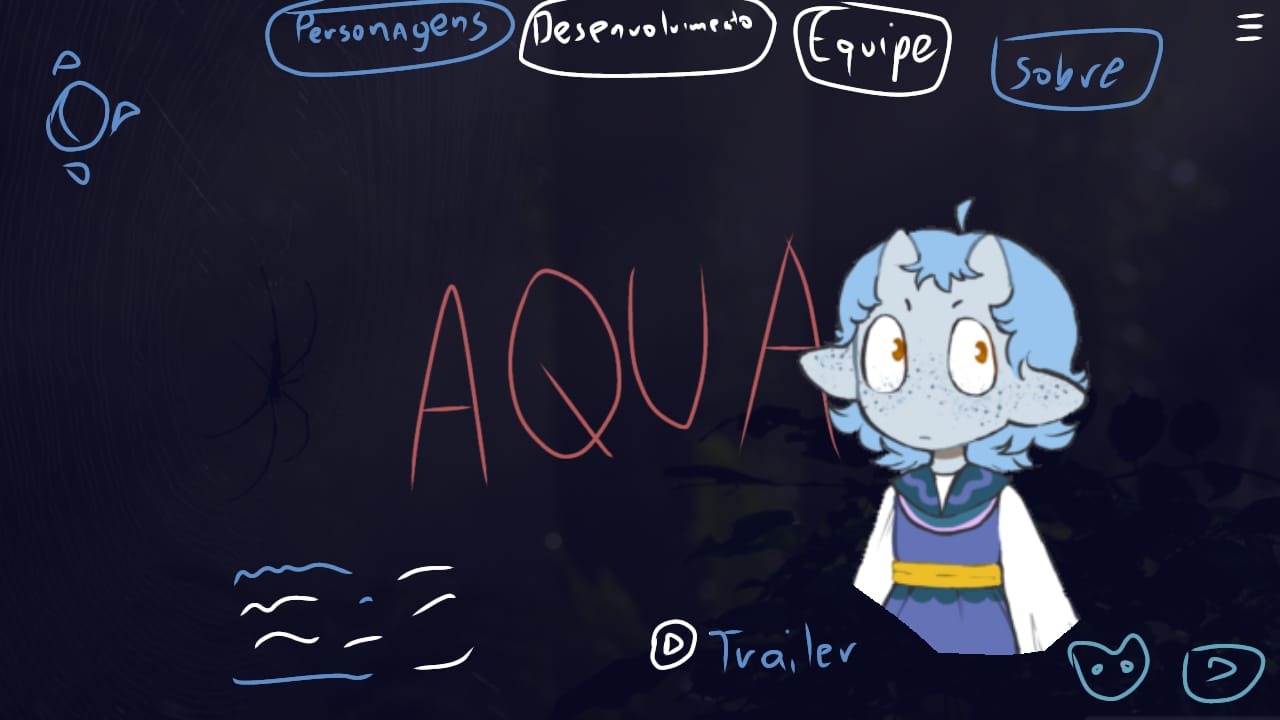 Personagens
Desenvolvimento
Equipe
Sobre
AQUA
Trailer